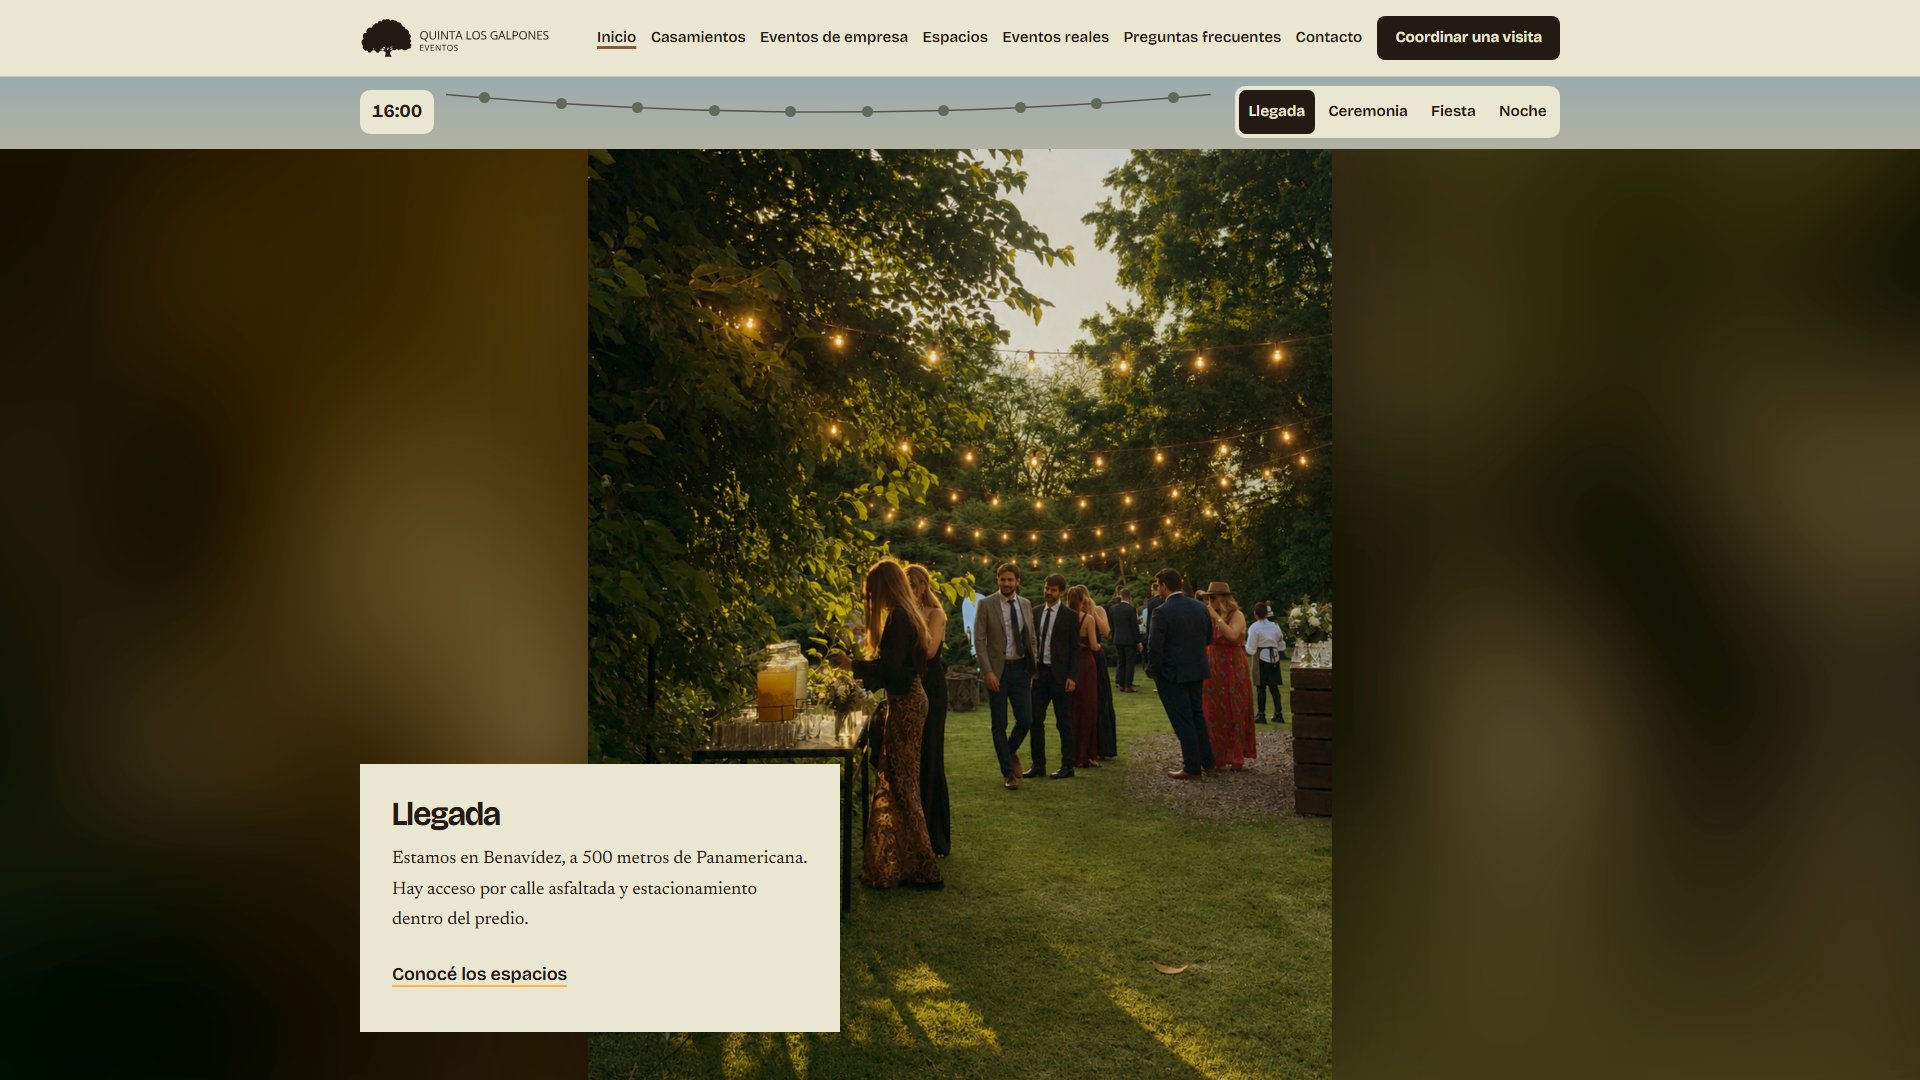 QUINTA LOS GALPONES
EVENTOS
Inicio
Casamientos
Eventos de empresa
Espacios
Eventos reales
Preguntas frecuentes
Contacto
Coordinar una visita
16:00
Llegada
Ceremonia
Fiesta
Noche
Llegada
Estamos en Benavídez, a 500 metros de Panamericana.
Hay acceso por calle asfaltada y estacionamiento
dentro del predio.
Conocé los espacios